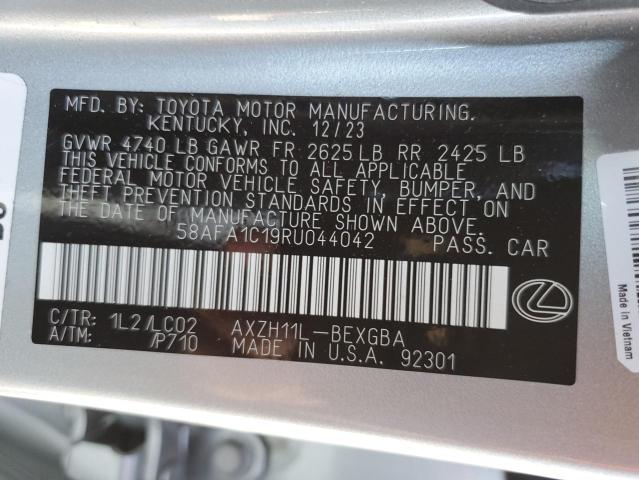 MFD. BY: TOYOTA MOTOR MANUFACTURING.
KENTUCKY, INC. 12/23
GVWR 4740 LB GAWR FR 2625 LB RR 2425 LB
THIS VEHICLE CONFORMS TO ALL APPLICABLE
FEDERAL MOTOR VEHICLE SAFETY, BUMPER, AND
THEFT PREVENTION STANDARDS IN EFFECT ON
THE DATE OF MANUFACTURE SHOWN ABOVE.
58AFA1C19RU044042 PASS. CAR
C/TR: 1L2/LC02 AXZH11L-BEXGBA
A/TM: /P710 MADE IN U.S.A. 92301
Made in Vietnam